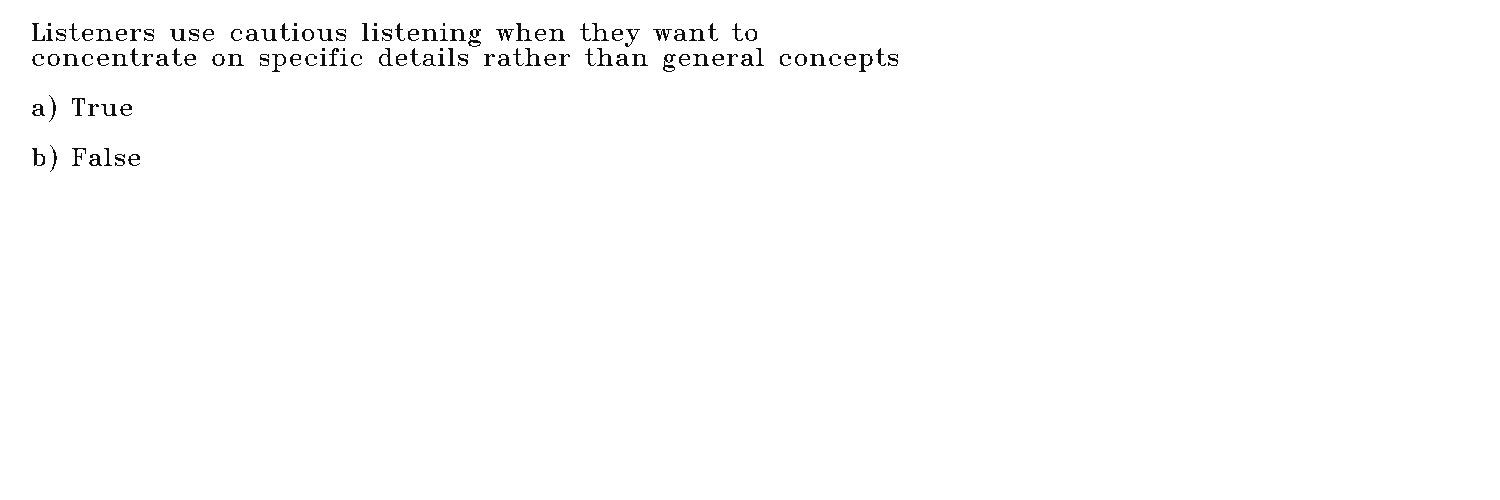 Listeners use cautious listening when they want to
concentrate on specific details rather than general concepts
a) True
b) False